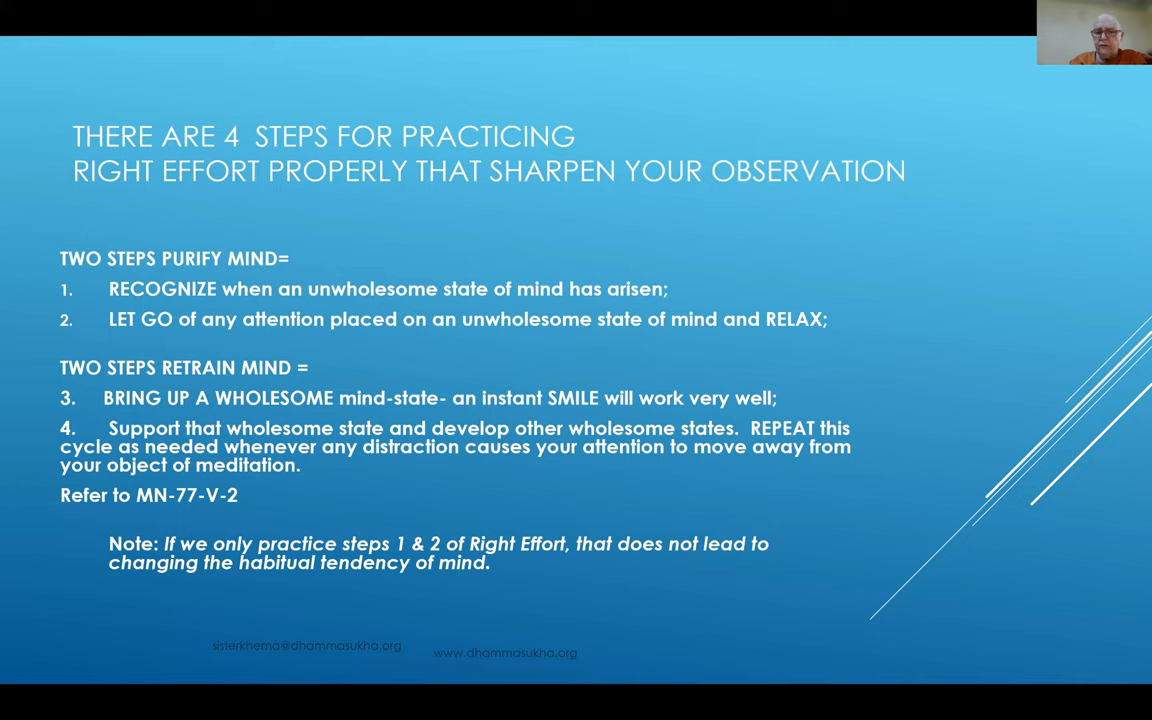 THERE ARE 4 STEPS FOR PRACTICING
RIGHT EFFORT PROPERLY THAT SHARPEN YOUR OBSERVATION
TWO STEPS PURIFY MIND=
1. RECOGNIZE when an unwholesome state of mind has arisen;
2. LET GO of any attention placed on an unwholesome state of mind and RELAX;
TWO STEPS RETRAIN MIND =
3. BRING UP A WHOLESOME mind-state- an instant SMILE will work very well;
4. Support that wholesome state and develop other wholesome states. REPEAT this
cycle as needed whenever any distraction causes your attention to move away from
your object of meditation.
Refer to MN-77-V-2
Note: If we only practice steps 1 & 2 of Right Effort, that does not lead to
changing the habitual tendency of mind.
sisterkhema@dhammasukha.org
www.dhammasukha.org